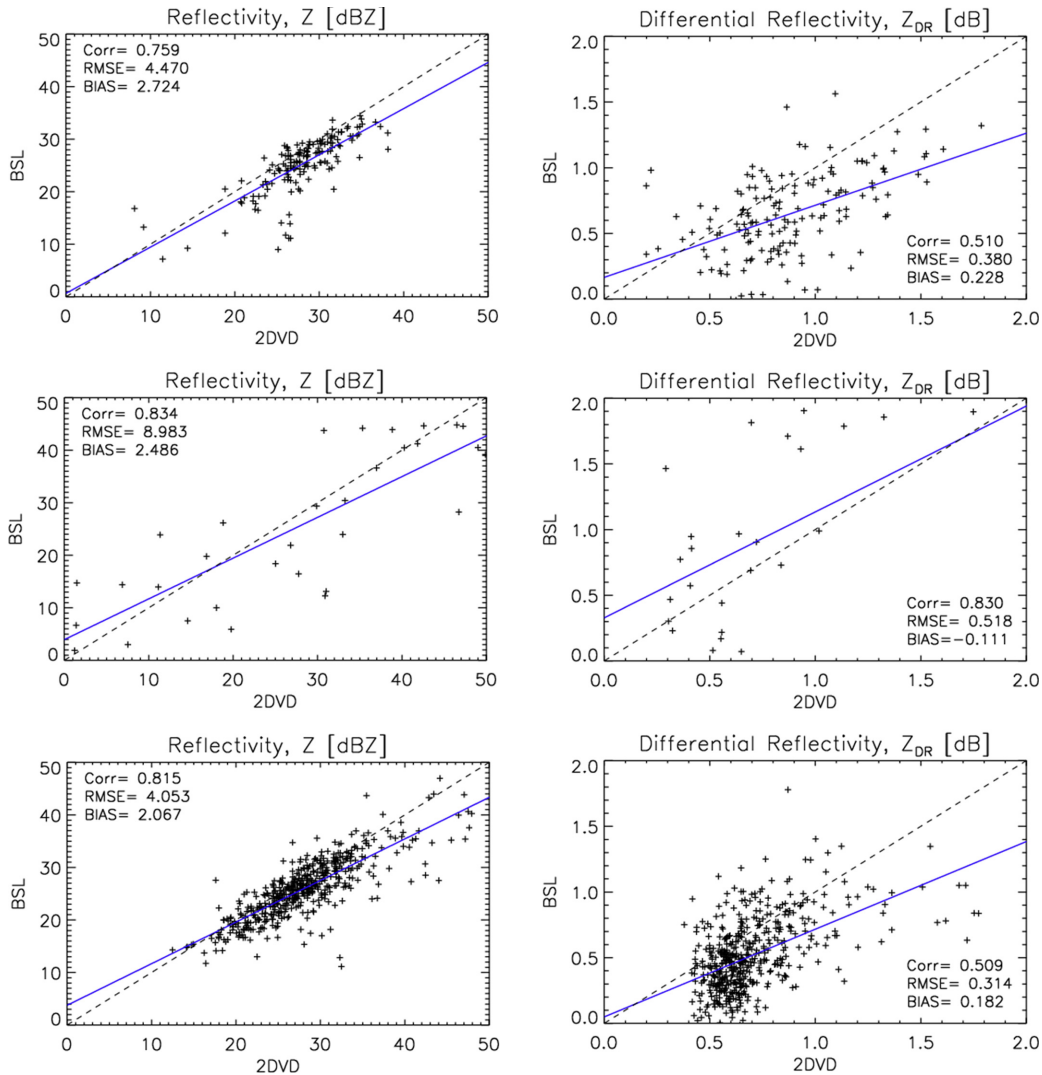 Reflectivity, Z [dBZ]
50
40
30
20
10
0
BSL
Corr= 0.759
RMSE= 4.470
BIAS= 2.724
0 10 20 30 40 50
2DVD
Differential Reflectivity, ZDR [dB]
2.0
1.5
1.0
0.5
0.0
BSL
Corr= 0.510
RMSE= 0.380
BIAS= 0.228
0.0 0.5 1.0 1.5 2.0
2DVD
Reflectivity, Z [dBZ]
50
40
30
20
10
0
BSL
Corr= 0.834
RMSE= 8.983
BIAS= 2.486
0 10 20 30 40 50
2DVD
Differential Reflectivity, ZDR [dB]
2.0
1.5
1.0
0.5
0.0
BSL
Corr= 0.830
RMSE= 0.518
BIAS=−0.111
0.0 0.5 1.0 1.5 2.0
2DVD
Reflectivity, Z [dBZ]
50
40
30
20
10
0
BSL
Corr= 0.815
RMSE= 4.053
BIAS= 2.067
0 10 20 30 40 50
2DVD
Differential Reflectivity, ZDR [dB]
2.0
1.5
1.0
0.5
0.0
BSL
Corr= 0.509
RMSE= 0.314
BIAS= 0.182
0.0 0.5 1.0 1.5 2.0
2DVD